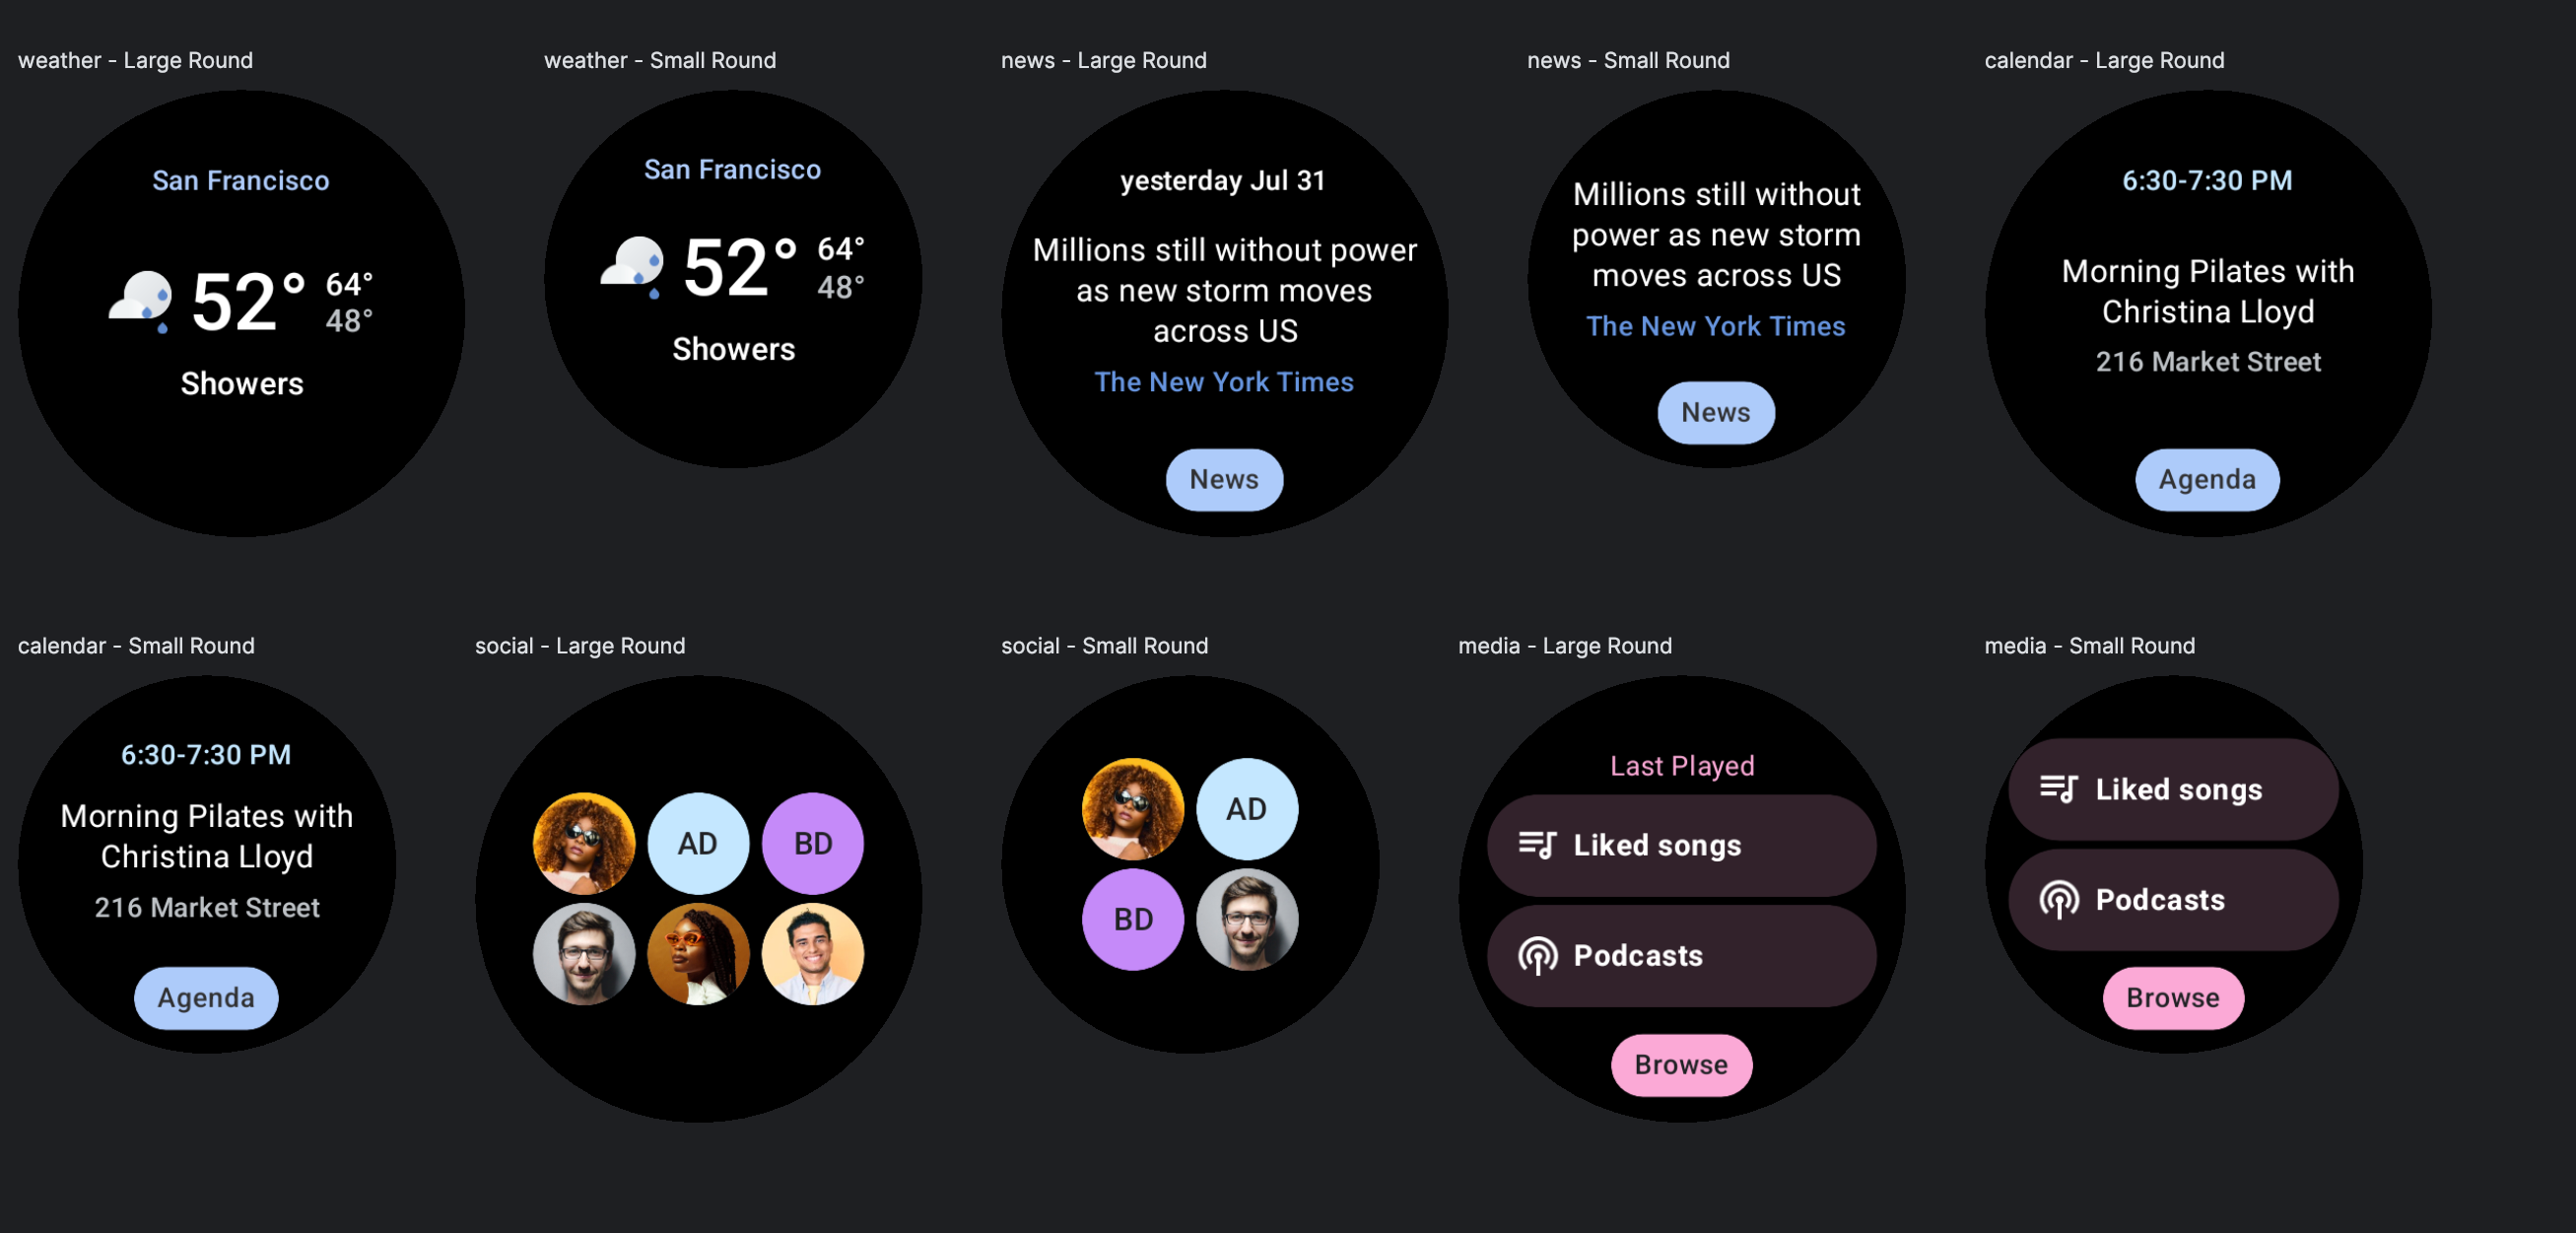 weather - Large Round
San Francisco
52° 64°
48°
Showers
weather - Small Round
San Francisco
52° 64°
48°
Showers
news - Large Round
yesterday Jul 31
Millions still without power
as new storm moves
across US
The New York Times
News
news - Small Round
Millions still without
power as new storm
moves across US
The New York Times
News
calendar - Large Round
6:30-7:30 PM
Morning Pilates with
Christina Lloyd
216 Market Street
Agenda
calendar - Small Round
6:30-7:30 PM
Morning Pilates with
Christina Lloyd
216 Market Street
Agenda
social - Large Round
AD BD
social - Small Round
AD
BD
media - Large Round
Last Played
Liked songs
Podcasts
Browse
media - Small Round
Liked songs
Podcasts
Browse